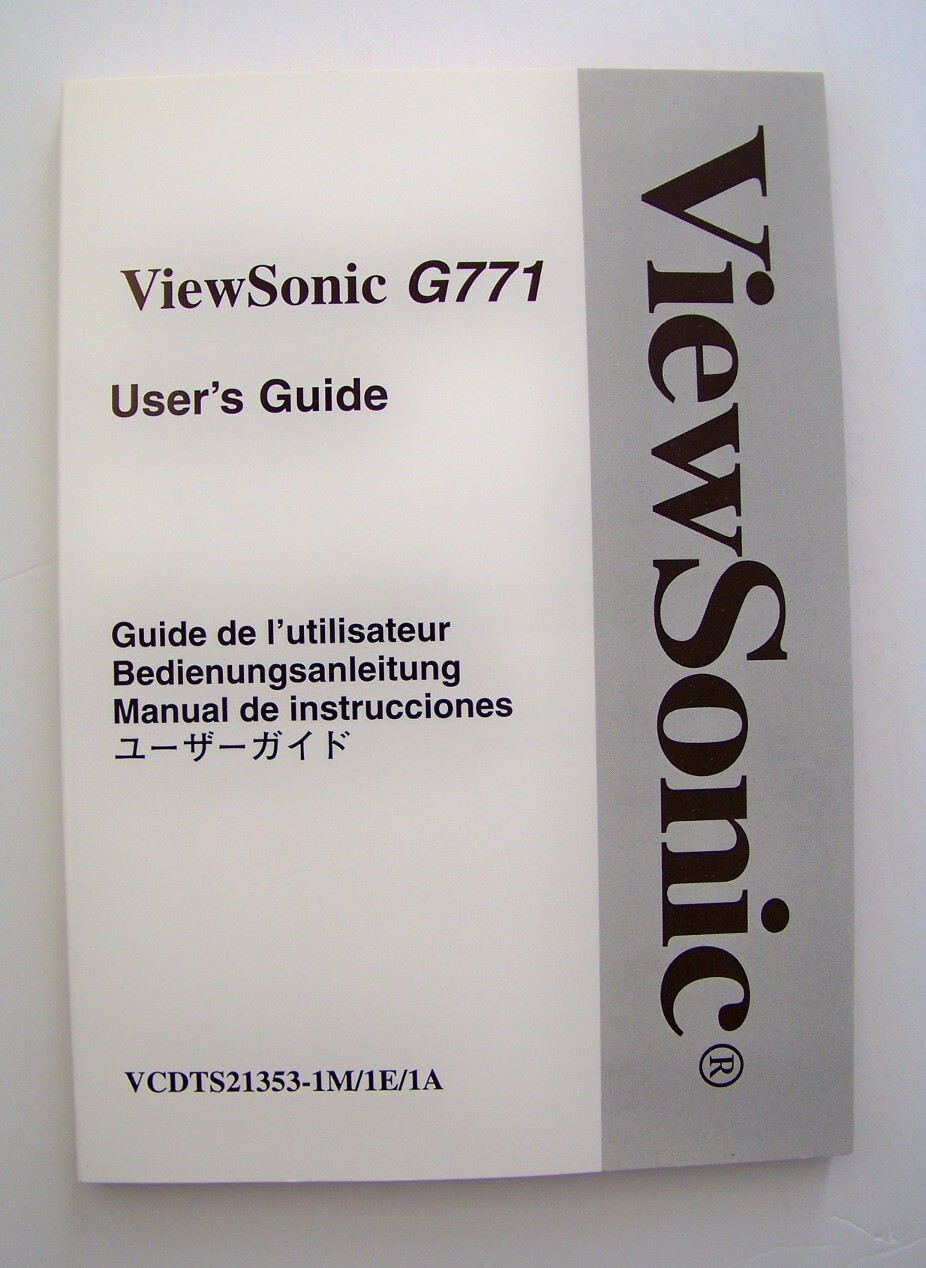 ViewSonic G771
User's Guide
Guide de l'utilisateur
Bedienungsanleitung
Manual de instrucciones
ユーザーガイド
VCDTS21353-1M/1E/1A
ViewSonic®